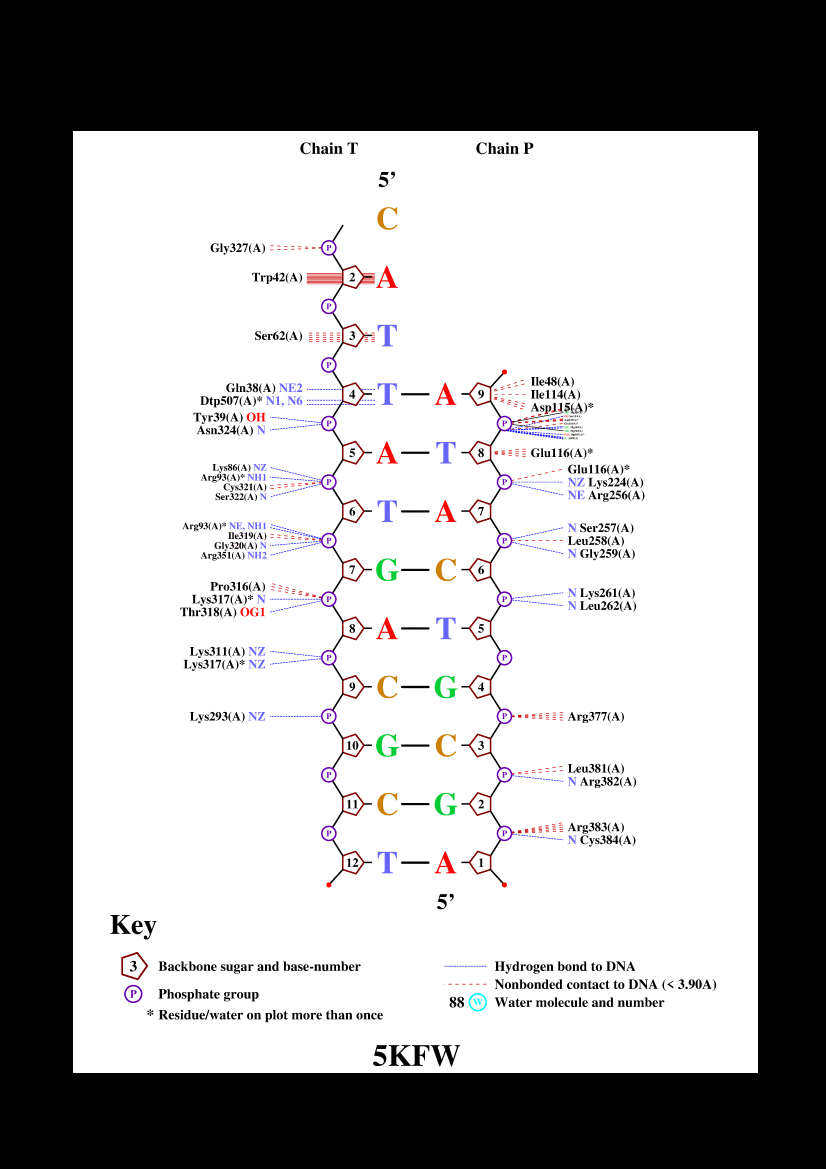 Chain T Chain P
5’
C
Gly327(A) P
Trp42(A) 2 A
P
Ser62(A) 3 T
P
Ile48(A)
Gln38(A) NE2 4 T A 9 Ile114(A)
Dtp507(A)* N1, N6 Asp115(A)*
Tyr39(A) OH P P
Asn324(A) N
5 A T 8 Glu116(A)*
Lys86(A) NZ Glu116(A)*
Arg93(A)* NH1 P P NZ Lys224(A)
Cys321(A) NE Arg256(A)
Ser322(A) N
6 T A 7
Arg93(A)* NE, NH1 N Ser257(A)
Ile319(A) P P Leu258(A)
Gly320(A) N N Gly259(A)
Arg351(A) NH2
7 G C 6
Pro316(A) N Lys261(A)
Lys317(A)* N P P N Leu262(A)
Thr318(A) OG1
8 A T 5
Lys311(A) NZ P P
Lys317(A)* NZ
9 C G 4
Lys293(A) NZ P P Arg377(A)
10 G C 3
P P Leu381(A)
N Arg382(A)
11 C G 2
P P Arg383(A)
N Cys384(A)
12 T A 1
5’
Key
3 Backbone sugar and base-number Hydrogen bond to DNA
Nonbonded contact to DNA (< 3.90A)
P Phosphate group 88 W Water molecule and number
* Residue/water on plot more than once
5KFW